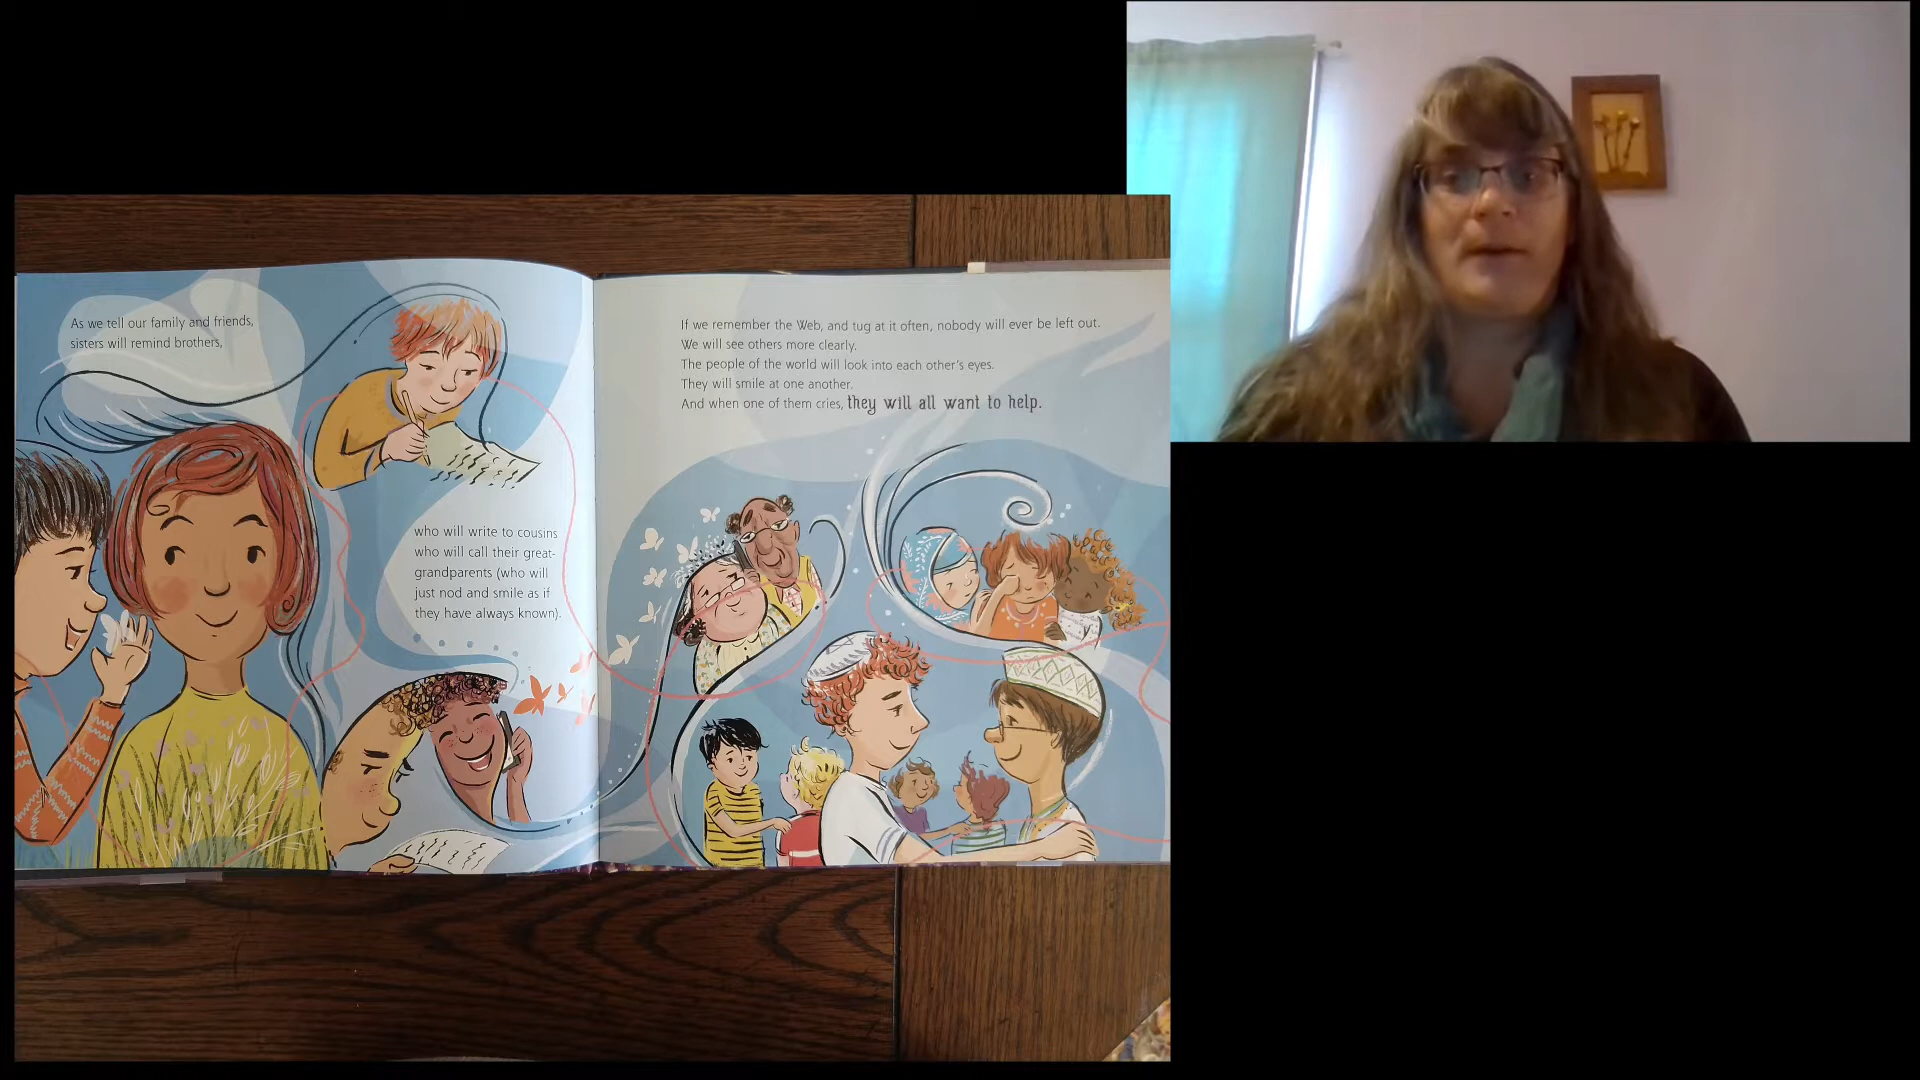 As we tell our family and friends,
sisters will remind brothers,
who will write to cousins
who will call their great-
grandparents (who will
just nod and smile as if
they have always known).
If we remember the Web, and tug at it often, nobody will ever be left out.
We will see others more clearly.
The people of the world will look into each other's eyes.
They will smile at one another.
And when one of them cries, they will all want to help.